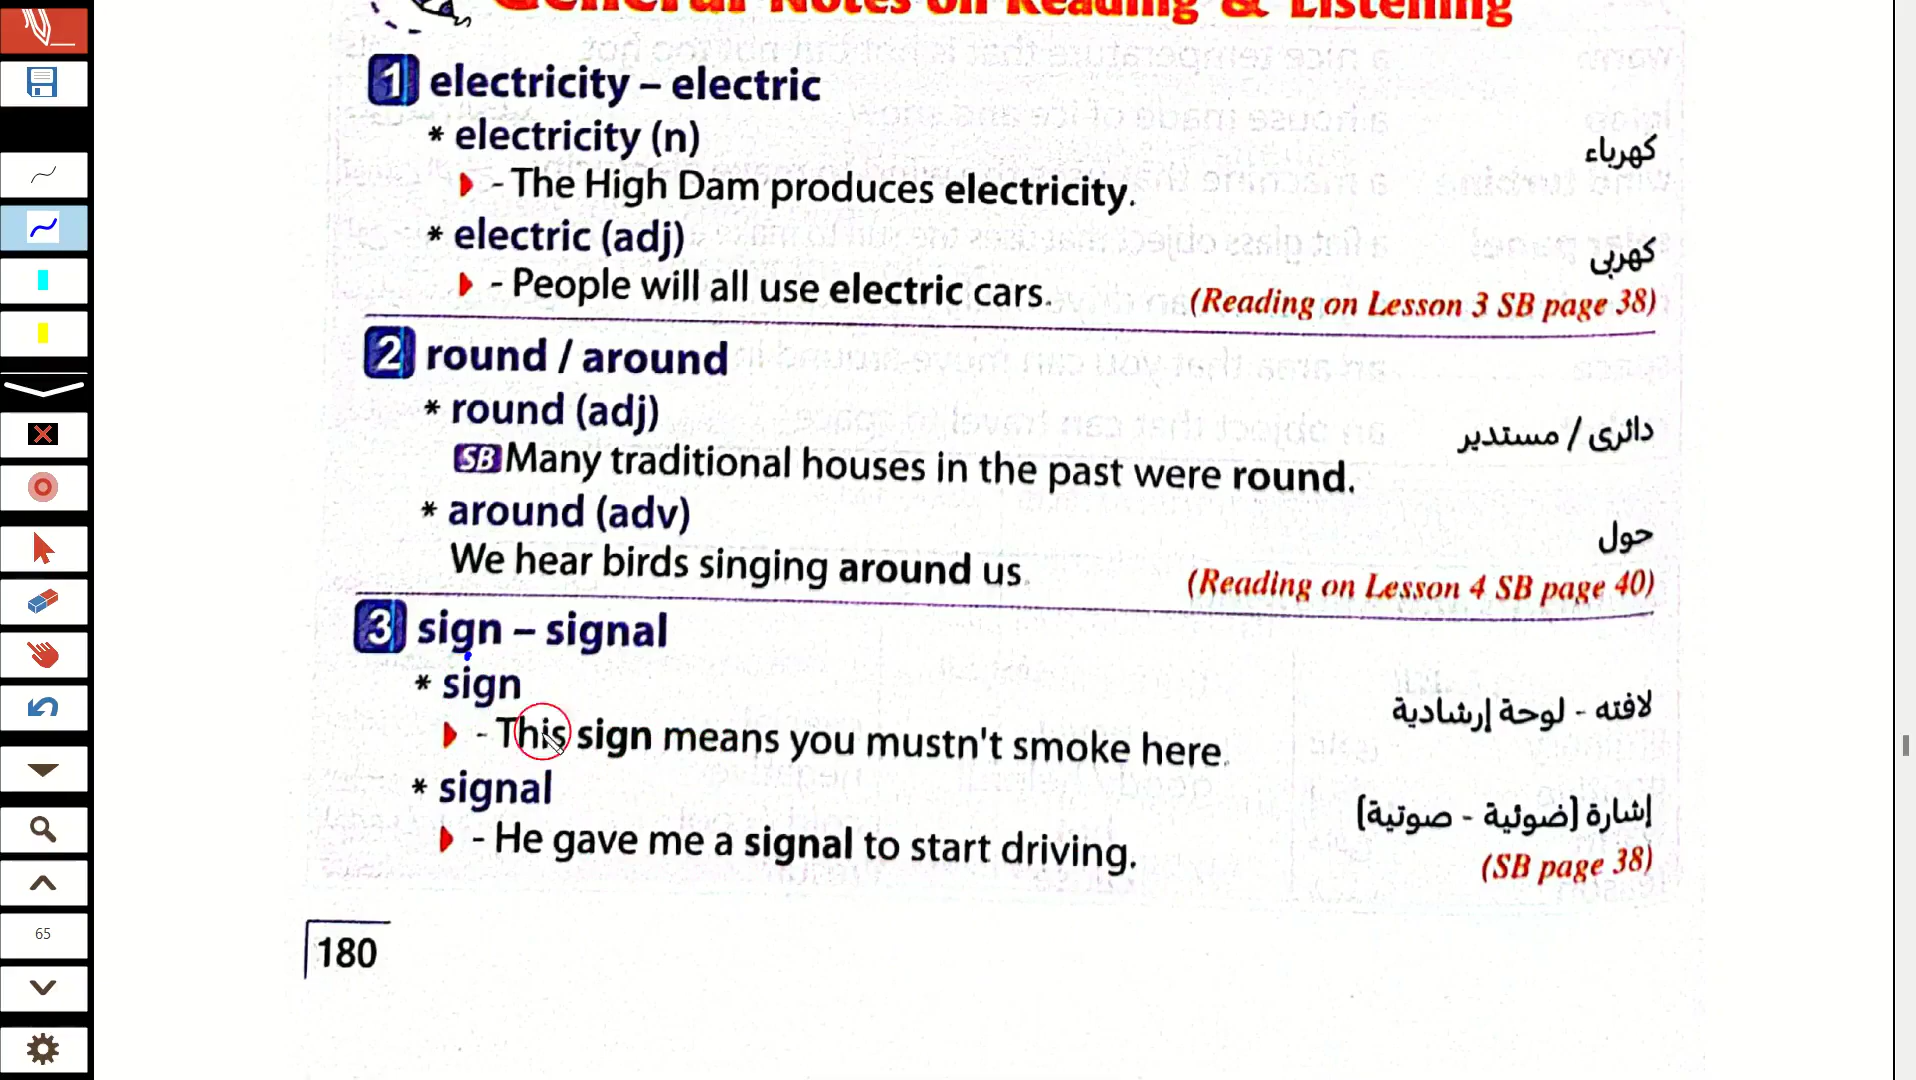 General Notes on Reading & Listening
1 electricity – electric
* electricity (n) كهرباء
- The High Dam produces electricity.
* electric (adj) كهربى
- People will all use electric cars. (Reading on Lesson 3 SB page 38)
2 round / around
* round (adj) دائرى / مستدير
SB Many traditional houses in the past were round.
* around (adv) حول
We hear birds singing around us. (Reading on Lesson 4 SB page 40)
3 sign – signal
* sign لافته - لوحة إرشادية
- This sign means you mustn't smoke here.
* signal إشارة [ضوئية - صوتية]
- He gave me a signal to start driving. (SB page 38)
180
65